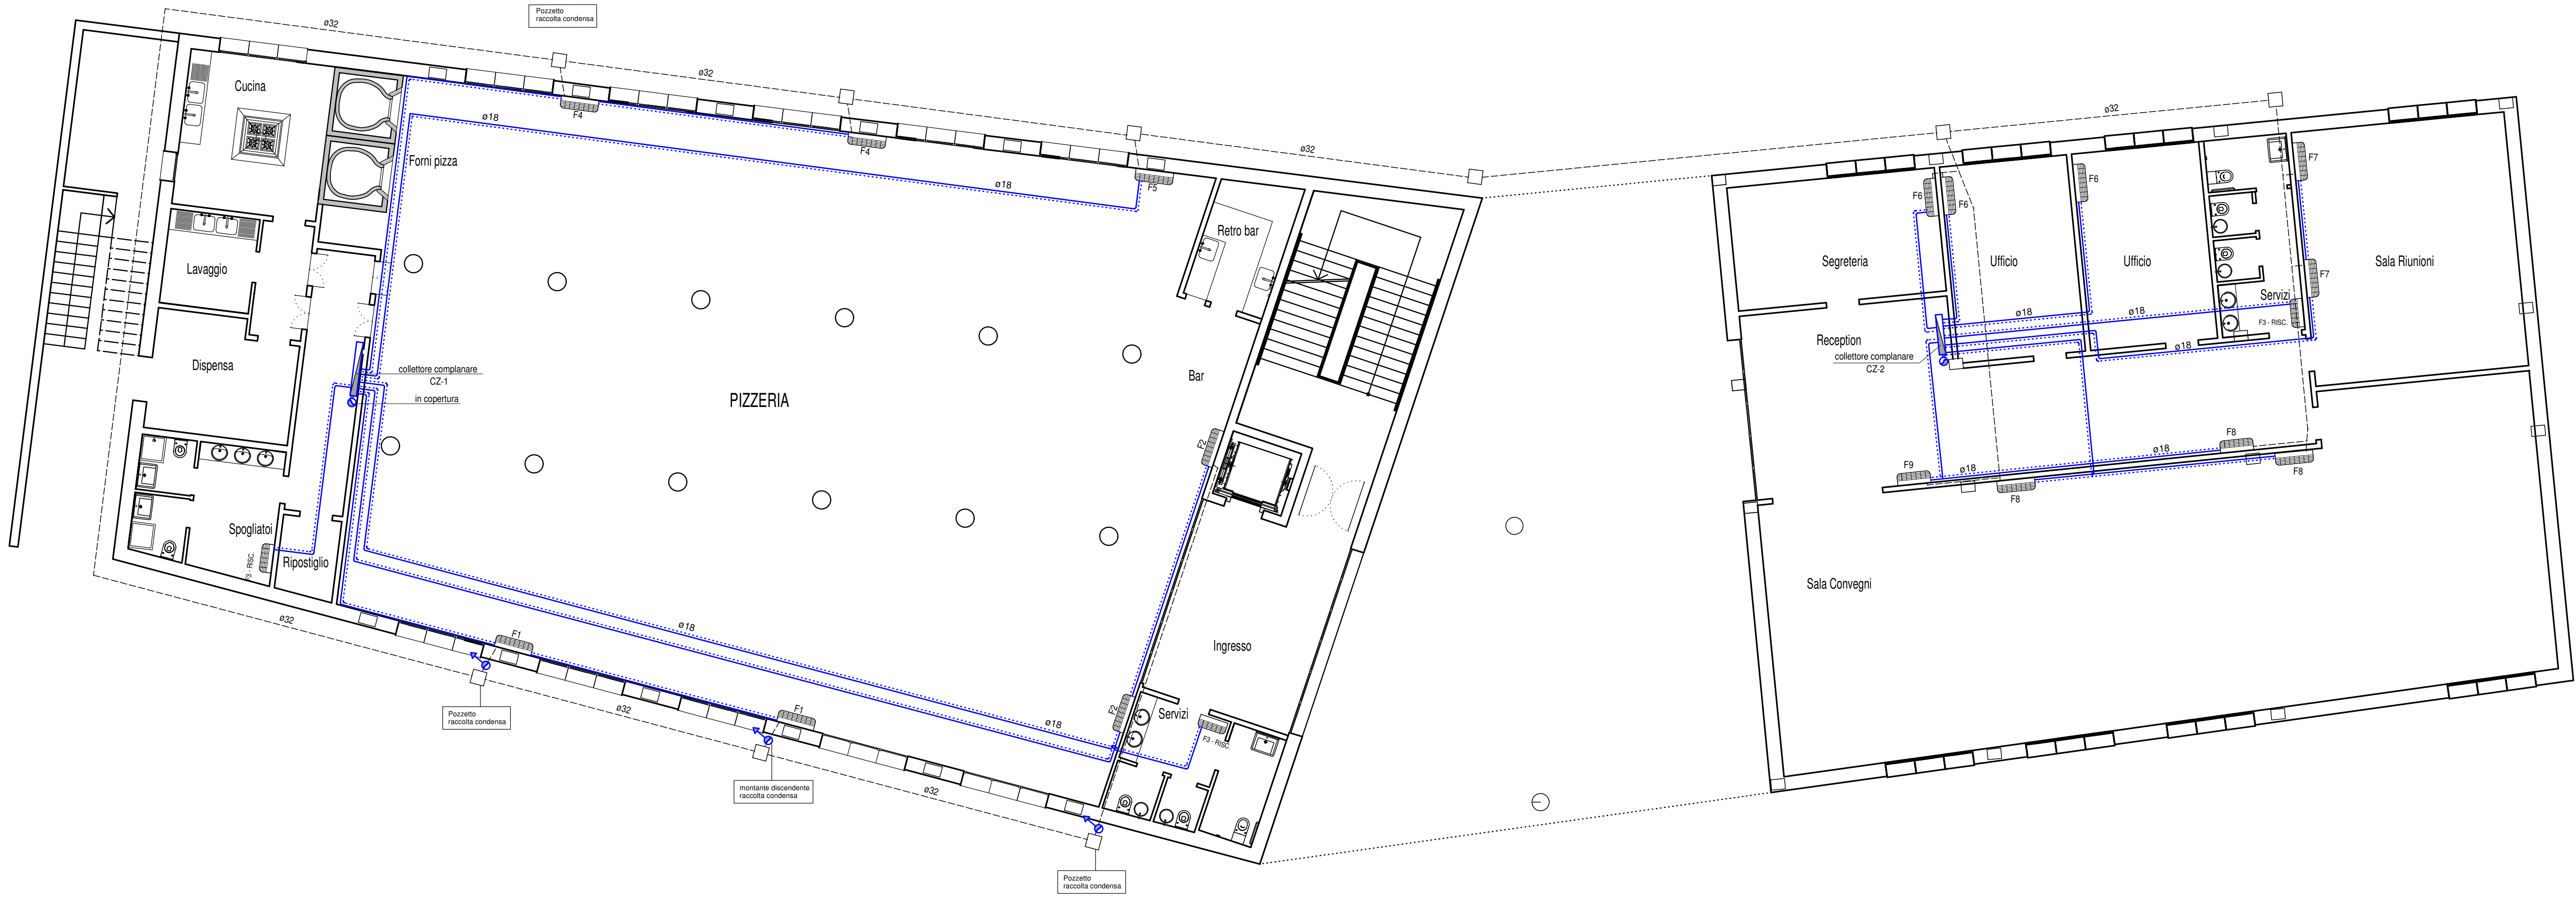 Pozzetto
raccolta condensa
ø32
ø32
ø32
ø32
Cucina
F4
F4
F5
ø18
ø18
Forni pizza
Lavaggio
Retro bar
Dispensa
collettore complanare
CZ-1
in copertura
PIZZERIA
Bar
F2
Spogliatoi
F3 - RISC.
Ripostiglio
ø32
F1
ø18
Ingresso
Pozzetto
raccolta condensa
ø32
F1
ø18
F2
Servizi
F3 - RISC.
montante discendente
raccolta condensa
ø32
Pozzetto
raccolta condensa
F6
F6
F6
F7
F7
Segreteria
Ufficio
Ufficio
Sala Riunioni
Servizi
F3 - RISC.
ø18
ø18
ø18
Reception
collettore complanare
CZ-2
F9
ø18
F8
ø18
F8
F8
Sala Convegni